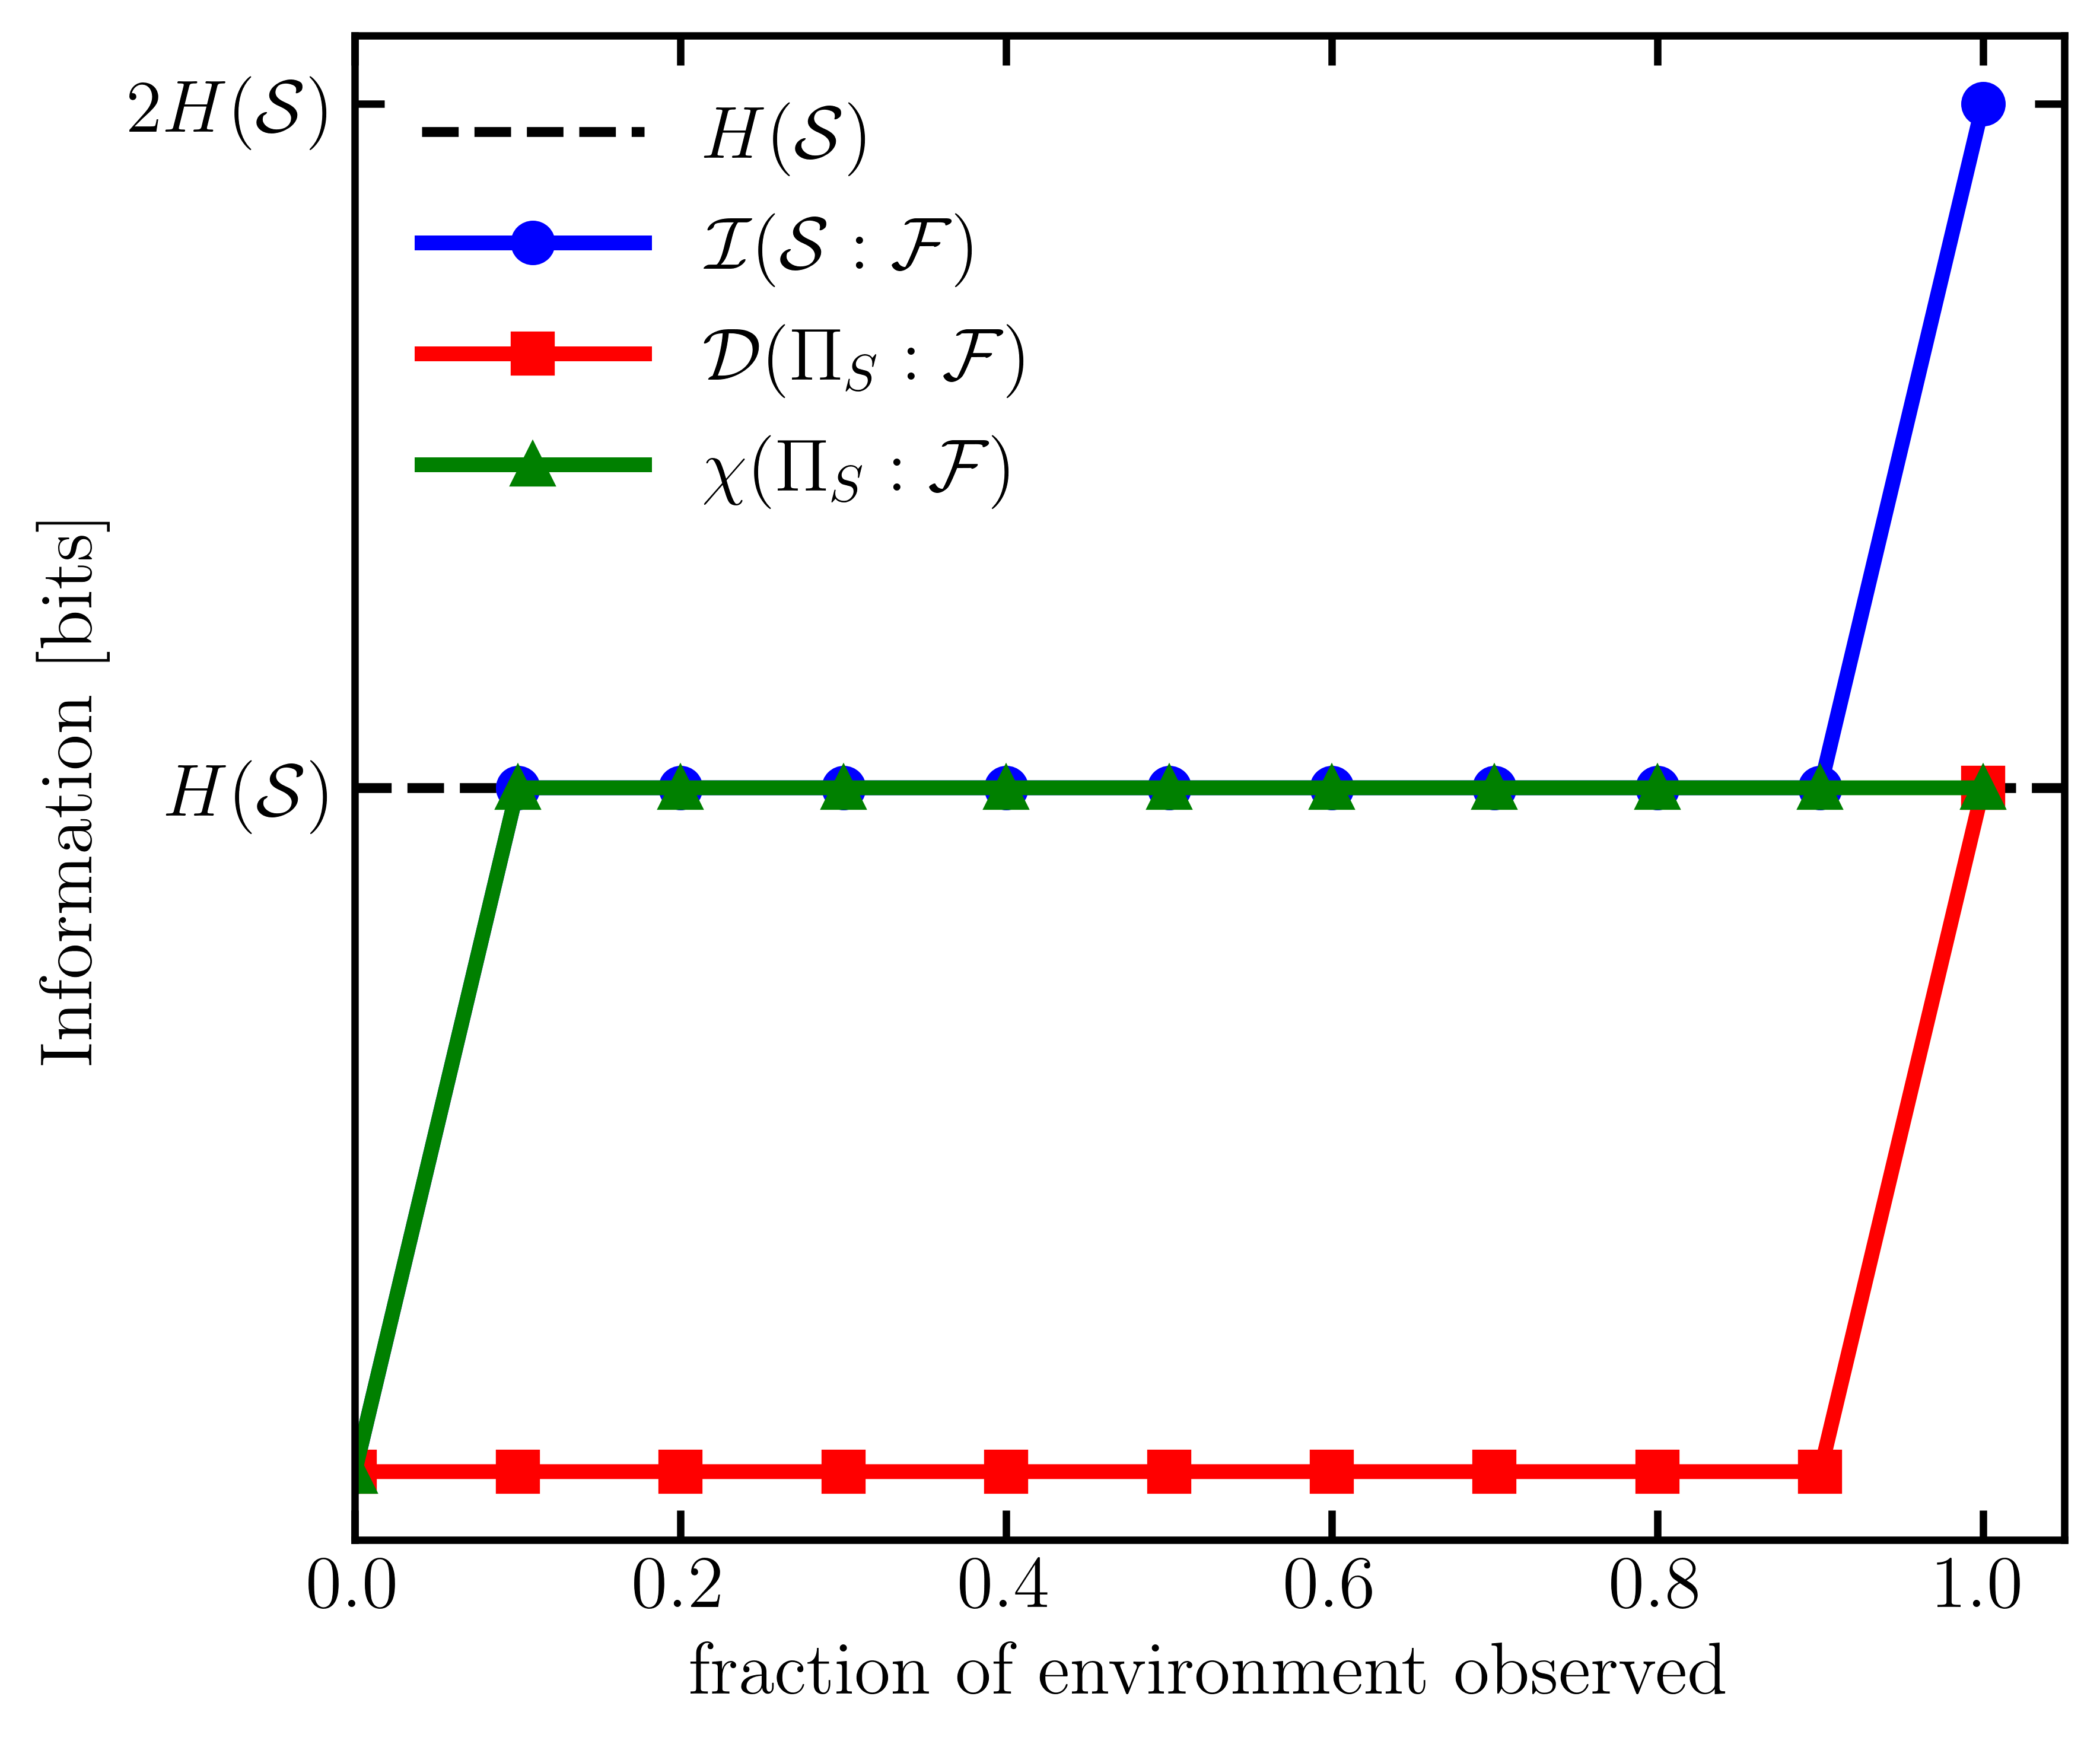 2H(𝒮)
H(𝒮)
ℐ(𝒮 : ℱ)
𝒟(Π_S : ℱ)
χ(Π_S : ℱ)
Information [bits]
H(𝒮)
0.0 0.2 0.4 0.6 0.8 1.0
fraction of environment observed